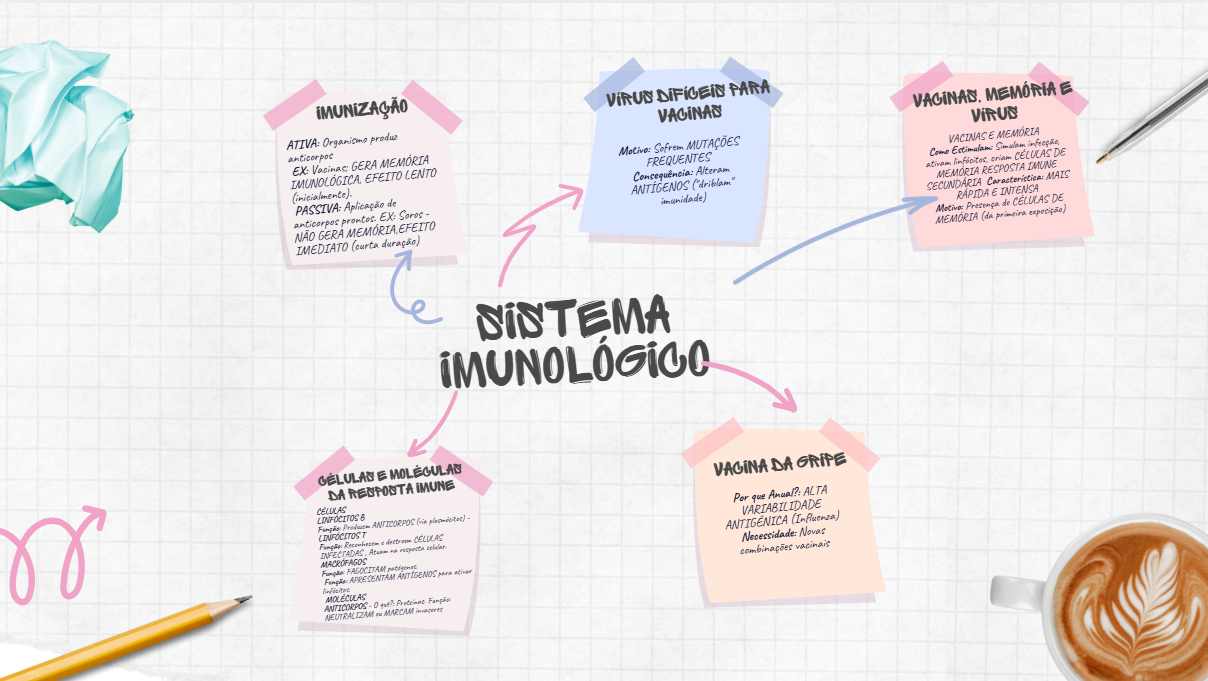 IMUNIZAÇÃO
ATIVA: Organismo produz
anticorpos
EX: Vacinas; GERA MEMÓRIA
IMUNOLÓGICA, EFEITO LENTO
(inicialmente).
PASSIVA: Aplicação de
anticorpos prontos. EX: Soros -
NÃO GERA MEMÓRIA,EFEITO
IMEDIATO (curta duração)
VÍRUS DIFÍCEIS PARA
VACINAS
Motivo: Sofrem MUTAÇÕES
FREQUENTES
Consequência: Alteram
ANTÍGENOS ("driblam"
imunidade)
VACINAS, MEMÓRIA E
VÍRUS
VACINAS E MEMÓRIA
Como Estimulam: Simulam infecção,
ativam linfócitos, criam CÉLULAS DE
MEMÓRIA RESPOSTA IMUNE
SECUNDÁRIA Característica: MAIS
RÁPIDA E INTENSA
Motivo: Presença de CÉLULAS DE
MEMÓRIA (da primeira exposição)
SISTEMA
IMUNOLÓGICO
CÉLULAS E MOLÉCULAS
DA RESPOSTA IMUNE
CÉLULAS
LINFÓCITOS B
Função: Produzem ANTICORPOS (via plasmócitos) -
LINFÓCITOS T
Função: Reconhecem e destroem CÉLULAS
INFECTADAS . Atuam na resposta celular.
MACRÓFAGOS
Função: FAGOCITAM patógenos.
Função: APRESENTAM ANTÍGENOS para ativar
linfócitos.
MOLÉCULAS
ANTICORPOS - O quê?: Proteínas. Função:
NEUTRALIZAM ou MARCAM invasores
VACINA DA GRIPE
Por que Anual?: ALTA
VARIABILIDADE
ANTIGÊNICA (Influenza)
Necessidade: Novas
combinações vacinais